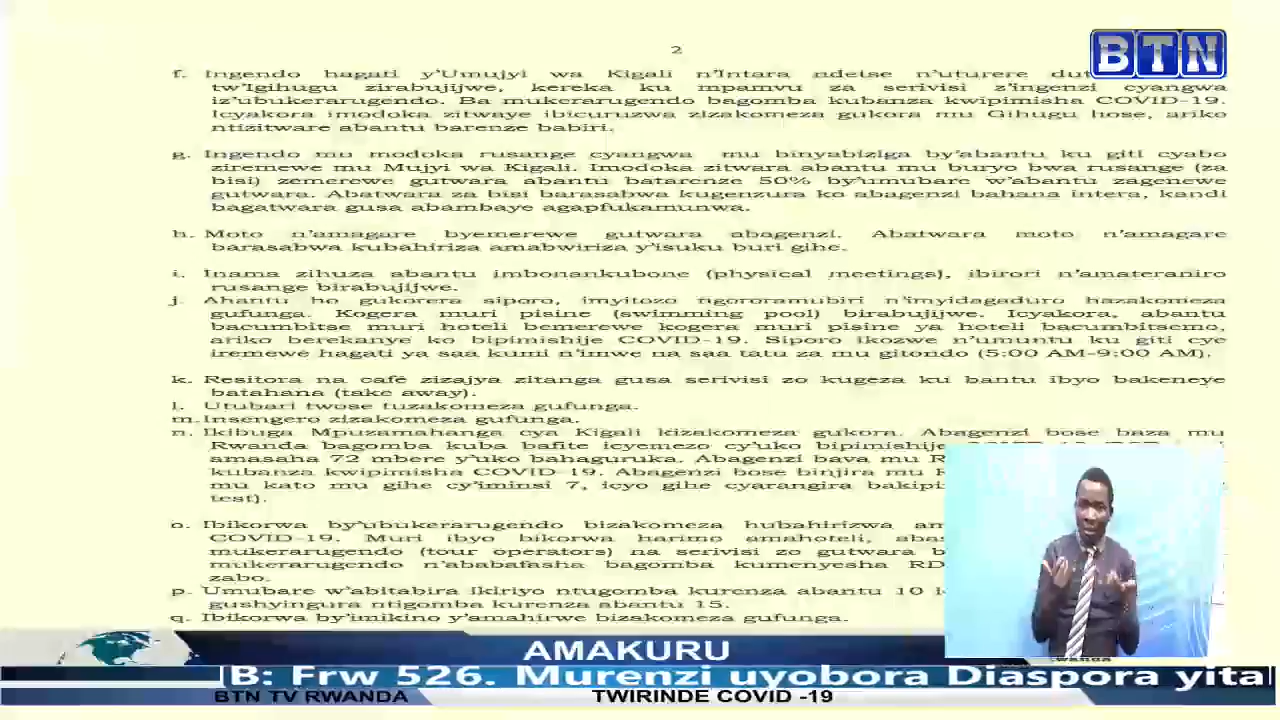 2
BTN
f. Ingendo hagati y'Umujyi wa Kigali n'Intara ndetse n'uturere
tw'Igihugu zirabujijwe, kereka ku mpamvu za serivisi z'ingenzi cyangwa
iz'ubukerarugendo. Ba mukerarugendo bagomba kubanza kwipimisha COVID-19.
Icyakora imodoka zitwaye ibicuruzwa zizakomeza gukora mu Gihugu hose, ariko
ntizitware abantu barenze babiri.
g. Ingendo mu modoka rusange cyangwa mu binyabiziga by'abantu ku giti cyabo
ziremewe mu Mujyi wa Kigali. Imodoka zitwara abantu mu buryo bwa rusange (za
bisi) zemerewe gutwara abantu batarenze 50% by'umubare w'abantu zagenewe
gutwara. Abatwara za bisi barasabwa kugenzura ko abagenzi bahana intera, kandi
bagatwara gusa abambaye agapfukamunwa.
h. Moto n'amagare byemerewe gutwara abagenzi. Abatwara moto n'amagare
barasabwa kubahiriza amabwiriza y'isuku buri gihe.
i. Inama zihuza abantu imbonankubone (physical meetings), ibirori n'amateraniro
rusange birabujijwe.
j. Ahantu ho gukorera siporo, imyitozo ngororamubiri n'imyidagaduro hazakomeza
gufunga. Kogera muri pisine (swimming pool) birabujijwe. Icyakora, abantu
bacumbitse muri hoteli bemerewe kogera muri pisine ya hoteli bacumbitsemo,
ariko berekanye ko bipimishije COVID-19. Siporo ikozwe n'umuntu ku giti cye
iremewe hagati ya saa kumi n'imwe na saa tatu za mu gitondo (5:00 AM-9:00 AM).
k. Resitora na café zizajya zitanga gusa serivisi zo kugeza ku bantu ibyo bakeneye
batahana (take away).
l. Utubari twose tuzakomeza gufunga.
m. Insengero zizakomeza gufunga.
n. Ikibuga Mpuzamahanga cya Kigali kizakomeza gukora. Abagenzi bose baza mu
Rwanda bagomba kuba bafite icyemezo cy'uko bipimishije
amasaha 72 mbere y'uko bahaguruka. Abagenzi bava mu
kubanza kwipimisha COVID-19. Abagenzi bose binjira mu
mu kato mu gihe cy'iminsi 7, icyo gihe cyarangira
test).
o. Ibikorwa by'ubukerarugendo bizakomeza hubahirizwa
COVID-19. Muri ibyo bikorwa harimo amahoteli,
mukerarugendo (tour operators) na serivisi zo gutwara
mukerarugendo n'ababafasha bagomba kumenyesha
zabo.
p. Umubare w'abitabira ikiriyo ntugomba kurenza abantu 10
gushyingura ntigomba kurenza abantu 15.
q. Ibikorwa by'imikino y'amahirwe bizakomeza gufunga.
AMAKURU
B: Frw 526. Murenzi uyobora Diaspora yita
BTN TV RWANDA TWIRINDE COVID -19